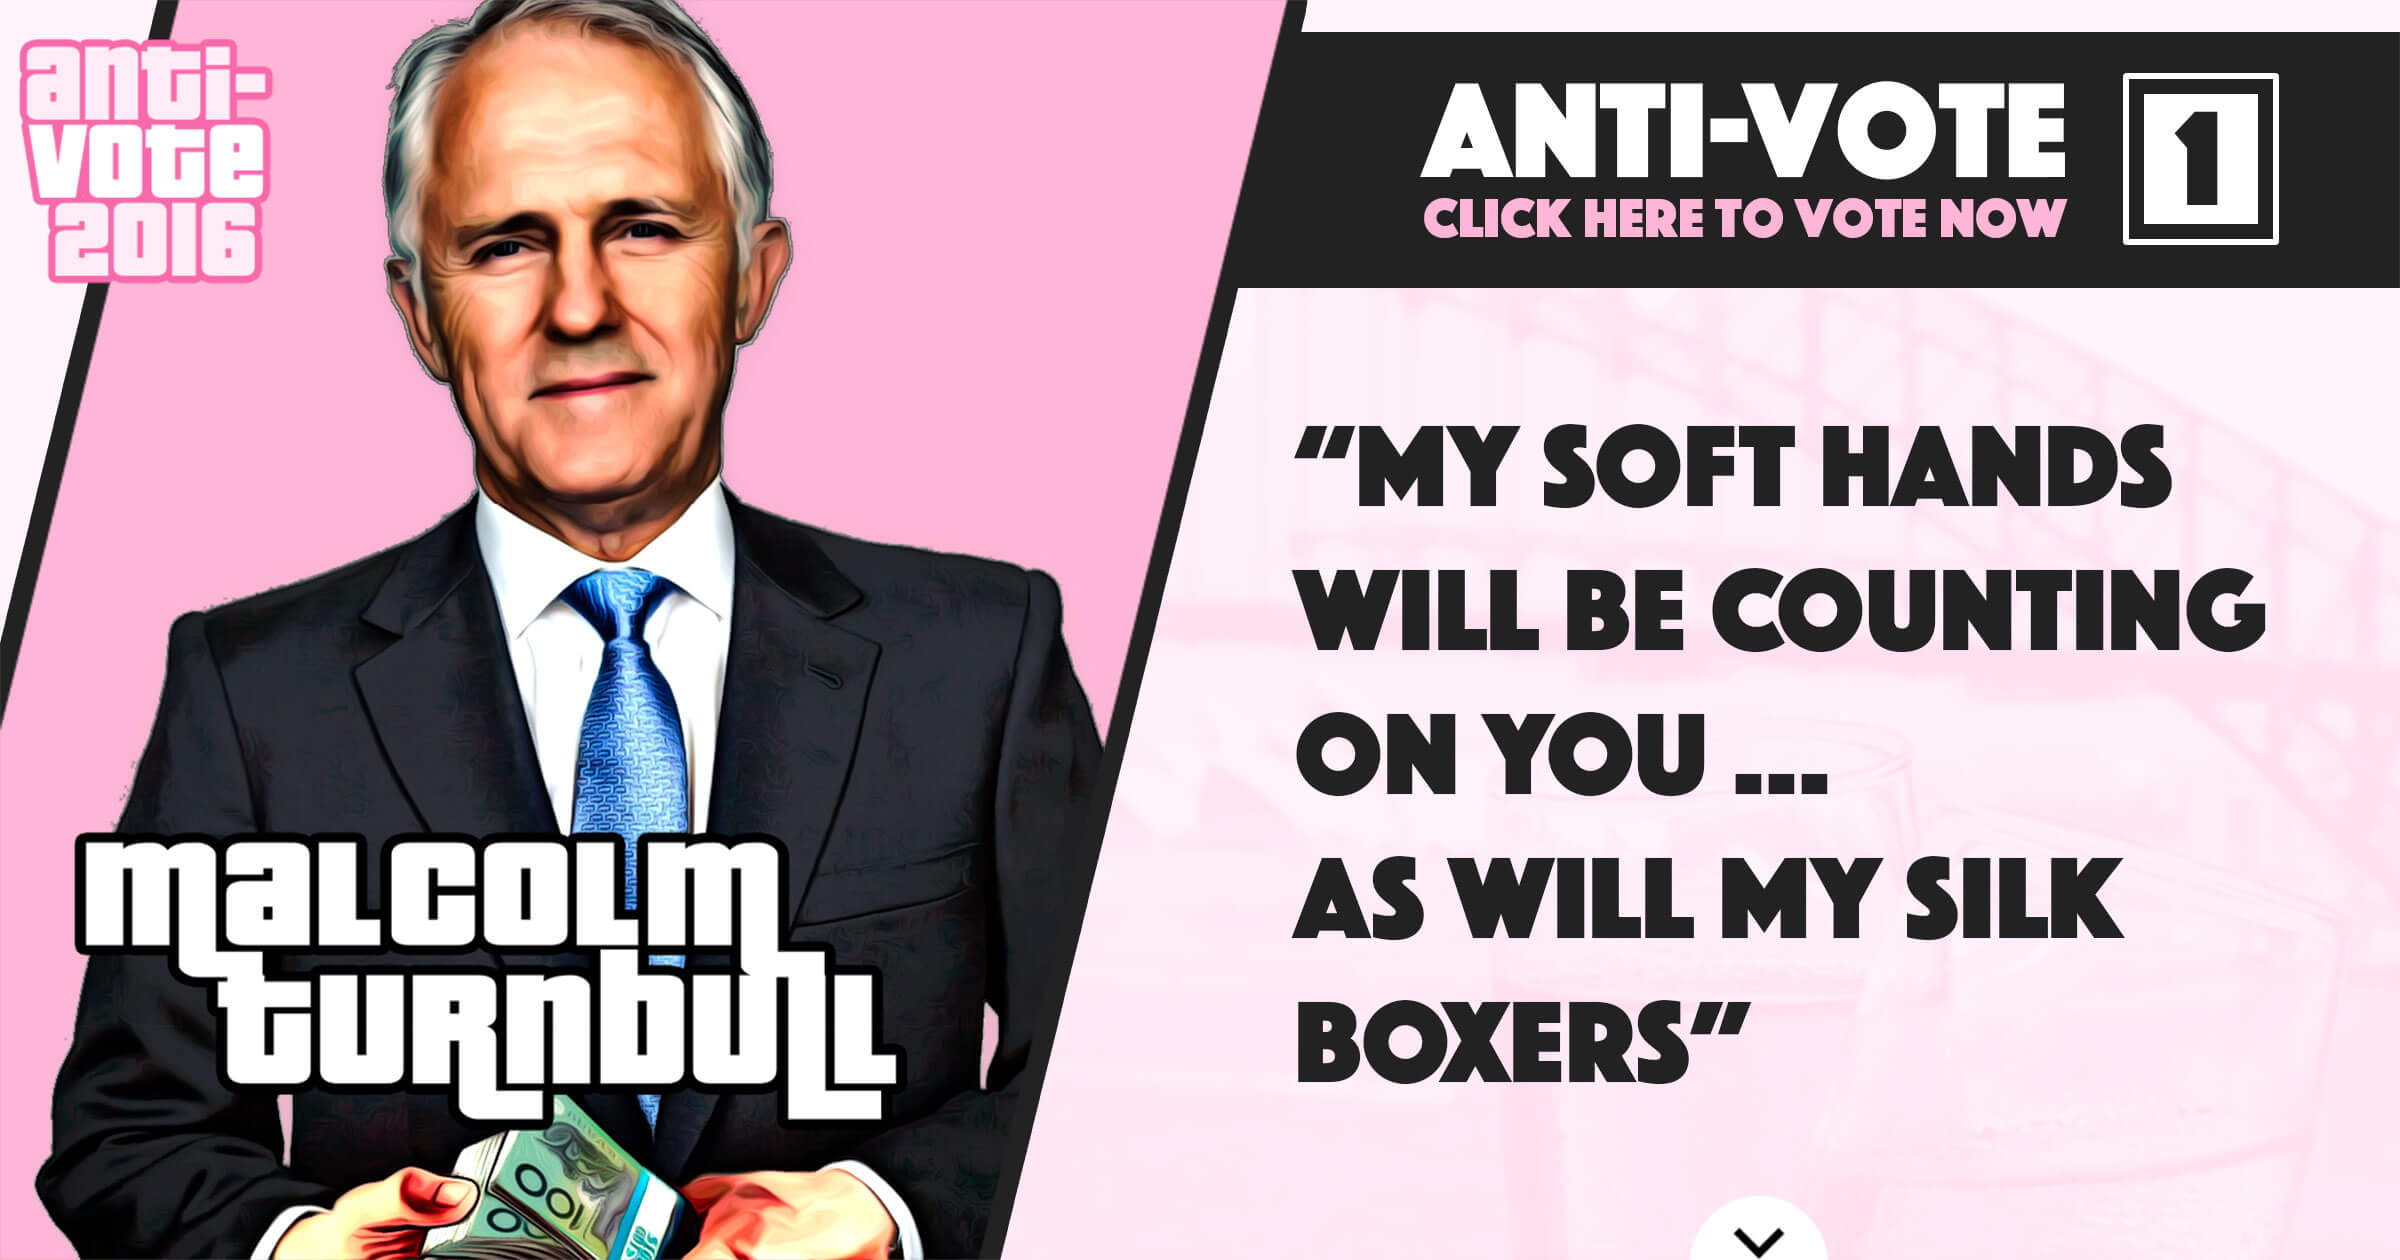 anti-
vote
2016
ANTI-VOTE
CLICK HERE TO VOTE NOW
1
“MY SOFT HANDS
WILL BE COUNTING
ON YOU ...
AS WILL MY SILK
BOXERS”
malcolm
turnbull
100